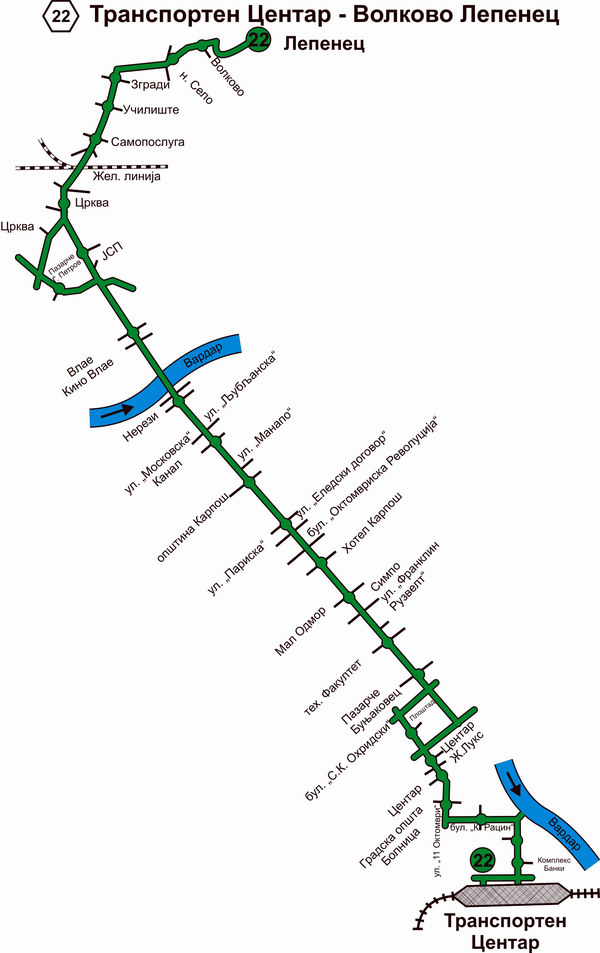 22 Транспортен Центар - Волково Лепенец
22
Лепенец
Волково
н. Село
Згради
Училиште
Самопослуга
Жел. линија
Црква
Црква
ЈСП
Пазарче
Петров
Влае
Кино Влае
Вардар
Нерези
ул. „Љубљанска“
ул. „Московска“
Канал
ул. „Манапо“
општина Карпош
ул. „Еледски договор“
бул. „Октомвриска Револуција“
ул. „Париска“
Хотел Карпош
Симпо
ул. „Франклин
Рузвелт“
Мал Одмор
тех. Факултет
Пазарче
Буњаковец
Плоштад
бул. „С.К. Охридски“
Центар
Ж.Лукс
Центар
Градска општа
Болница
ул. „11 Октомври“
бул. „К. Рацин“
Вардар
22
Комплекс
Банки
Транспортен
Центар